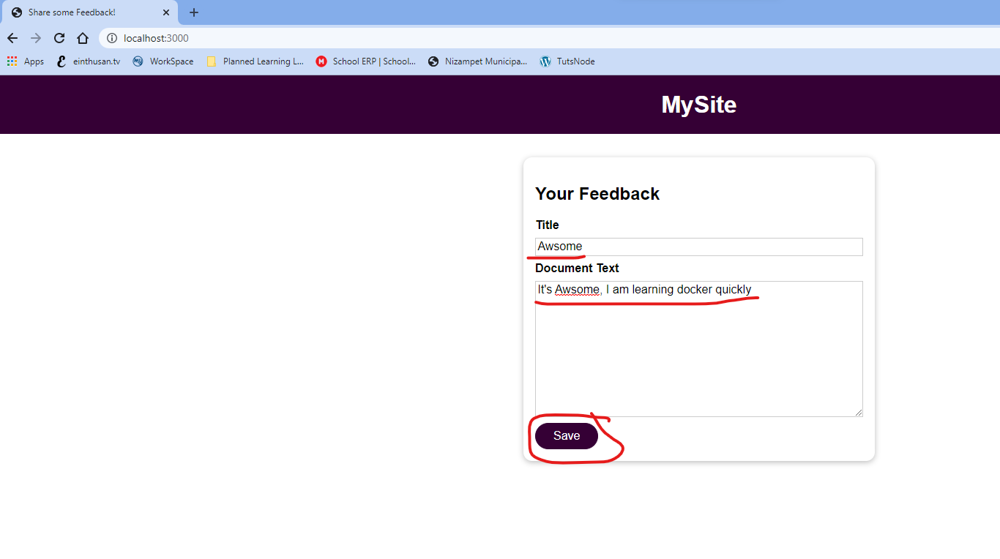 Share some Feedback!
localhost:3000
Apps einthusan.tv WorkSpace Planned Learning L... School ERP | School... Nizampet Municipa... TutsNode
MySite
Your Feedback
Title
Awsome
Document Text
It's Awsome, I am learning docker quickly
Save